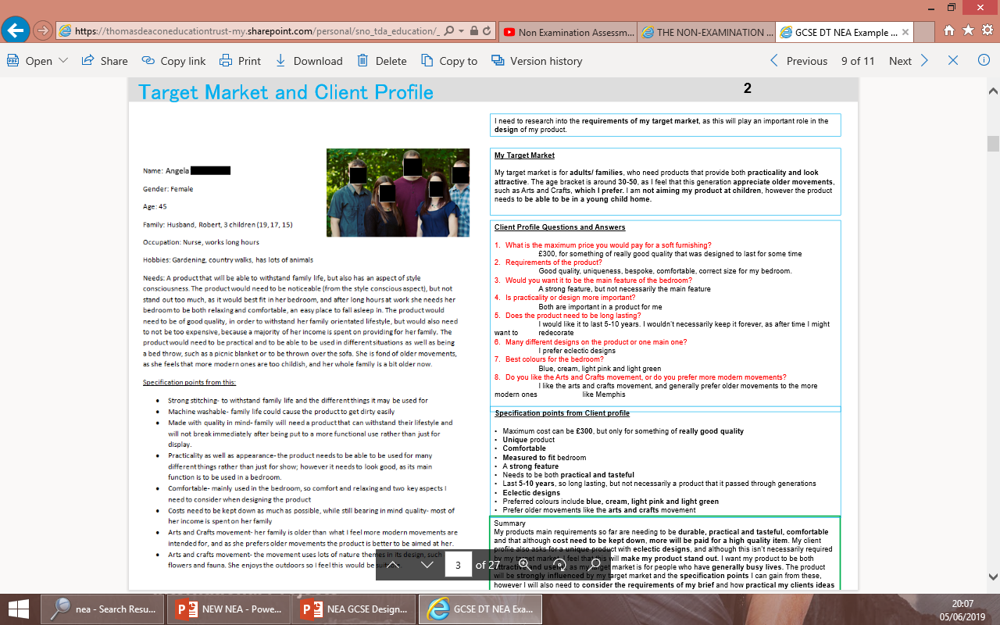 https://thomasdeaconeducationtrust-my.sharepoint.com/personal/sno_tda_education/_
Non Examination Assessm...
THE NON-EXAMINATION ...
GCSE DT NEA Example ...
Open
Share
Copy link
Print
Download
Delete
Copy to
Version history
Previous
9 of 11
Next
Target Market and Client Profile
2
Name: Angela
Gender: Female
Age: 45
Family: Husband, Robert, 3 children (19, 17, 15)
Occupation: Nurse, works long hours
Hobbies: Gardening, country walks, has lots of animals
Needs: A product that will be able to withstand family life, but also has an aspect of style
consciousness. The product would need to be noticeable (from the style conscious aspect), but not
stand out too much, as it would best fit in her bedroom, and after long hours at work she needs her
bedroom to be both relaxing and comfortable, an easy place to fall asleep in. The product would
need to be of good quality, in order to withstand her family orientated lifestyle, but would also need
to not be too expensive, because a majority of her income is spent on providing for her family. The
product would need to be practical and to be able to be used in different situations as well as being
a bed throw, such as a picnic blanket or to be thrown over the sofa. She is fond of older movements,
as she feels that more modern ones are too childish, and her whole family is a bit older now.
Specification points from this:
• Strong stitching- to withstand family life and the different things it may be used for
• Machine washable- family life could cause the product to get dirty easily
• Made with quality in mind- family will need a product that can withstand their lifestyle and
will not break immediately after being put to a more functional use rather than just for
display.
• Practicality as well as appearance- the product needs to be able to be used for many
different things rather than just for show; however it needs to look good, as its main
function is to be used in a bedroom.
• Comfortable- mainly used in the bedroom, so comfort and relaxing and two key aspects I
need to consider when designing the product
• Costs need to be kept down as much as possible, while still bearing in mind quality- most of
her income is spent on her family
• Arts and Crafts movement- her family is older than what I feel more modern movements are
intended for, and as she prefers older movements the product is better to be aimed at her.
• Arts and crafts movement- the movement uses lots of nature themes in its design, such
flowers and fauna. She enjoys the outdoors so I feel this would be
I need to research into the requirements of my target market, as this will play an important role in the
design of my product.
My Target Market
My target market is for adults/ families, who need products that provide both practicality and look
attractive. The age bracket is around 30-50, as I feel that this generation appreciate older movements,
such as Arts and Crafts, which I prefer. I am not aiming my product at children, however the product
needs to be able to be in a young child home.
Client Profile Questions and Answers
1. What is the maximum price you would pay for a soft furnishing?
£300, for something of really good quality that was designed to last for some time
2. Requirements of the product?
Good quality, uniqueness, bespoke, comfortable, correct size for my bedroom.
3. Would you want it to be the main feature of the bedroom?
A strong feature, but not necessarily the main feature
4. Is practicality or design more important?
Both are important in a product for me
5. Does the product need to be long lasting?
I would like it to last 5-10 years. I wouldn't necessarily keep it forever, as after time I might
want to redecorate
6. Many different designs on the product or one main one?
I prefer eclectic designs
7. Best colours for the bedroom?
Blue, cream, light pink and light green
8. Do you like the Arts and Crafts movement, or do you prefer more modern movements?
I like the arts and crafts movement, and generally prefer older movements to the more
modern ones like Memphis
Specification points from Client profile
• Maximum cost can be £300, but only for something of really good quality
• Unique product
• Comfortable
• Measured to fit bedroom
• A strong feature
• Needs to be both practical and tasteful
• Last 5-10 years, so long lasting, but not necessarily a product that it passed through generations
• Eclectic designs
• Preferred colours include blue, cream, light pink and light green
• Prefer older movements like the arts and crafts movement
Summary
My products main requirements so far are needing to be durable, practical and tasteful, comfortable
and that although cost need to be kept down, more will be paid for a high quality item. My client
profile also asks for a unique product with eclectic designs, and although this isn't necessarily required
by my target market, I feel that this will make my product stand out. I want my product to be both
attractive and useful, as my target market is for people who have generally busy lives. The product
will be strongly influenced by my target market and the specification points I can gain from these,
however I will also need to consider the requirements of my brief and how practical my clients ideas
3 of 27
nea - Search Resu...
NEW NEA - Powe...
NEA GCSE Design...
GCSE DT NEA Exa...
20:07
05/06/2019